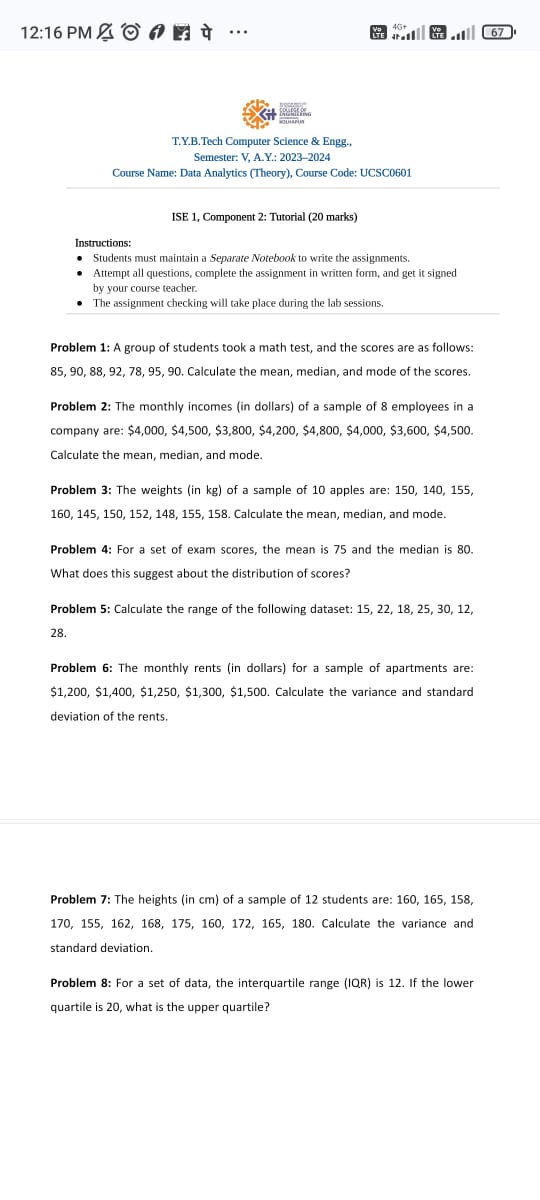 12:16 PM पे ...
Vo LTE 4G+ Vo LTE 67
COLLEGE OF
ENGINEERING
KOLHAPUR
T.Y.B.Tech Computer Science & Engg.,
Semester: V, A.Y.: 2023–2024
Course Name: Data Analytics (Theory), Course Code: UCSC0601
ISE 1, Component 2: Tutorial (20 marks)
Instructions:
• Students must maintain a Separate Notebook to write the assignments.
• Attempt all questions, complete the assignment in written form, and get it signed
by your course teacher.
• The assignment checking will take place during the lab sessions.
Problem 1: A group of students took a math test, and the scores are as follows:
85, 90, 88, 92, 78, 95, 90. Calculate the mean, median, and mode of the scores.
Problem 2: The monthly incomes (in dollars) of a sample of 8 employees in a
company are: $4,000, $4,500, $3,800, $4,200, $4,800, $4,000, $3,600, $4,500.
Calculate the mean, median, and mode.
Problem 3: The weights (in kg) of a sample of 10 apples are: 150, 140, 155,
160, 145, 150, 152, 148, 155, 158. Calculate the mean, median, and mode.
Problem 4: For a set of exam scores, the mean is 75 and the median is 80.
What does this suggest about the distribution of scores?
Problem 5: Calculate the range of the following dataset: 15, 22, 18, 25, 30, 12,
28.
Problem 6: The monthly rents (in dollars) for a sample of apartments are:
$1,200, $1,400, $1,250, $1,300, $1,500. Calculate the variance and standard
deviation of the rents.
Problem 7: The heights (in cm) of a sample of 12 students are: 160, 165, 158,
170, 155, 162, 168, 175, 160, 172, 165, 180. Calculate the variance and
standard deviation.
Problem 8: For a set of data, the interquartile range (IQR) is 12. If the lower
quartile is 20, what is the upper quartile?